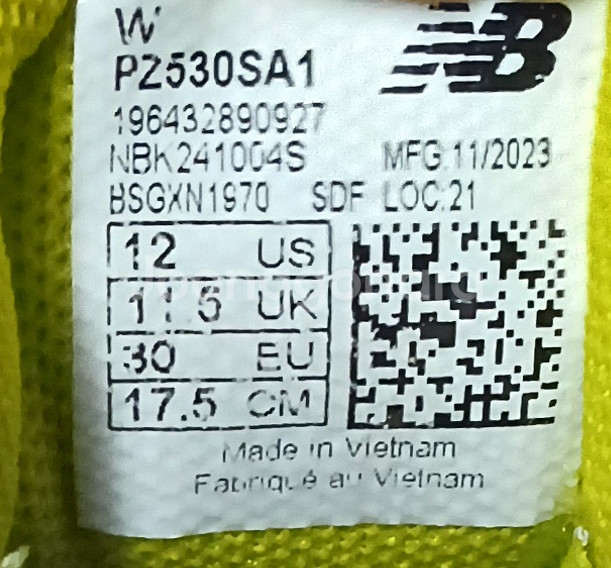 W
NB
PZ530SA1
196432890927
NBK241004S MFG:11/2023
BSGXN1970 SDF LOC:21
12 US
11.5 UK
30 EU
17.5 CM
Made in Vietnam
Fabriqué au Vietnam